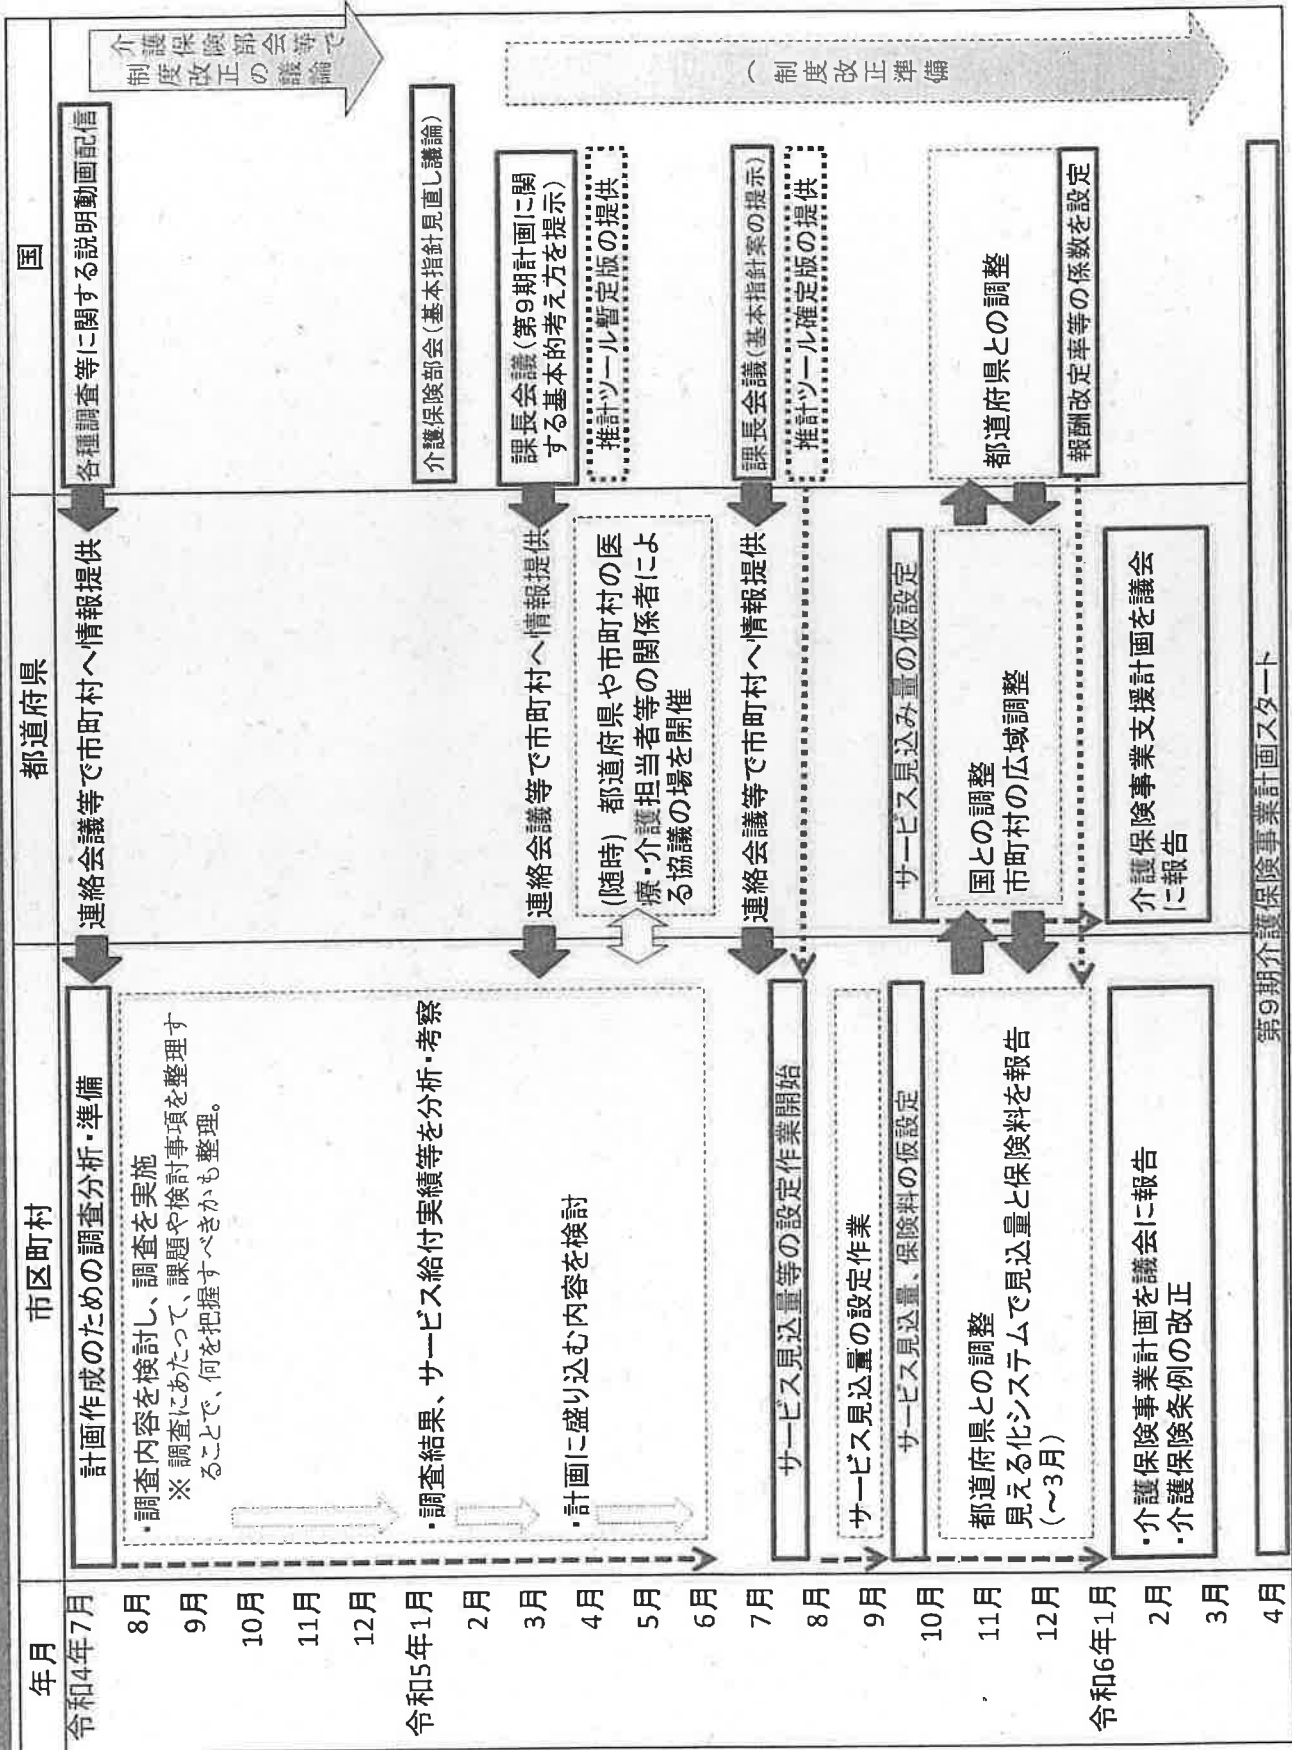 年月
市区町村
都道府県
国
令和4年7月
8月
9月
10月
11月
12月
令和5年1月
2月
3月
4月
5月
6月
7月
8月
9月
10月
11月
12月
令和6年1月
2月
3月
4月
計画作成のための調査分析・準備
・調査内容を検討し、調査を実施
※ 調査にあたって、課題や検討事項を整理す
ることで、何を把握すべきかも整理。
・調査結果、サービス給付実績等を分析・考察
・計画に盛り込む内容を検討
サービス見込量等の設定作業開始
サービス見込量の設定作業
サービス見込量、保険料の仮設定
都道府県との調整
見える化システムで見込量と保険料を報告
(～3月)
・介護保険事業計画を議会に報告
・介護保険条例の改正
連絡会議等で市町村へ情報提供
連絡会議等で市町村へ情報提供
(随時) 都道府県や市町村の医
療・介護担当者等の関係者によ
る協議の場を開催
連絡会議等で市町村へ情報提供
サービス見込み量の仮設定
国との調整
市町村の広域調整
介護保険事業支援計画を議会
に報告
各種調査等に関する説明動画配信
介護保険部会(基本指針見直し議論)
課長会議(第9期計画に関
する基本的考え方を提示)
推計ツール暫定版の提供
課長会議(基本指針案の提示)
推計ツール確定版の提供
都道府県との調整
報酬改定率等の係数を設定
介護保険部会等で
制度改正の議論
(制度改正準備
第9期介護保険事業計画スタート